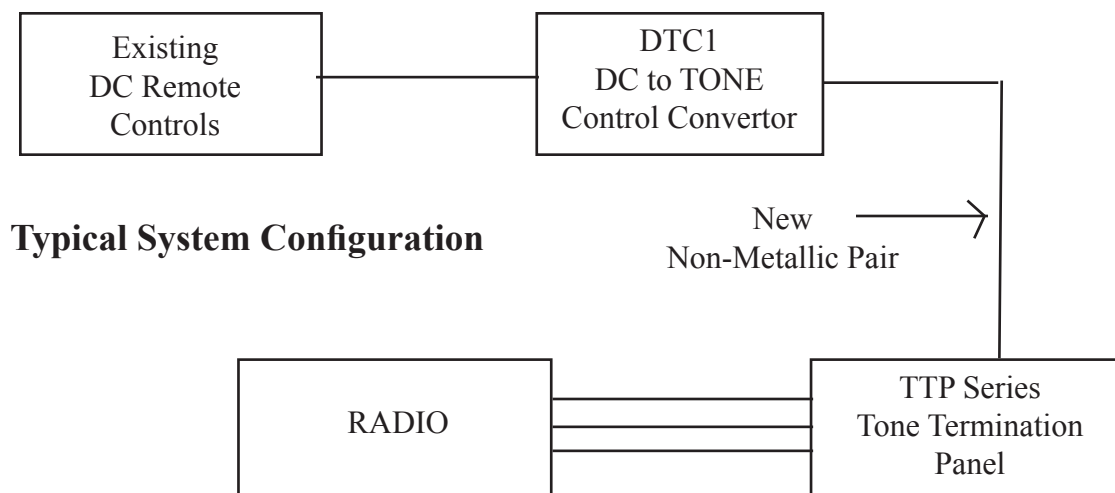 Existing
DC Remote
Controls
DTC1
DC to TONE
Control Convertor
Typical System Configuration
New
Non-Metallic Pair
RADIO
TTP Series
Tone Termination
Panel